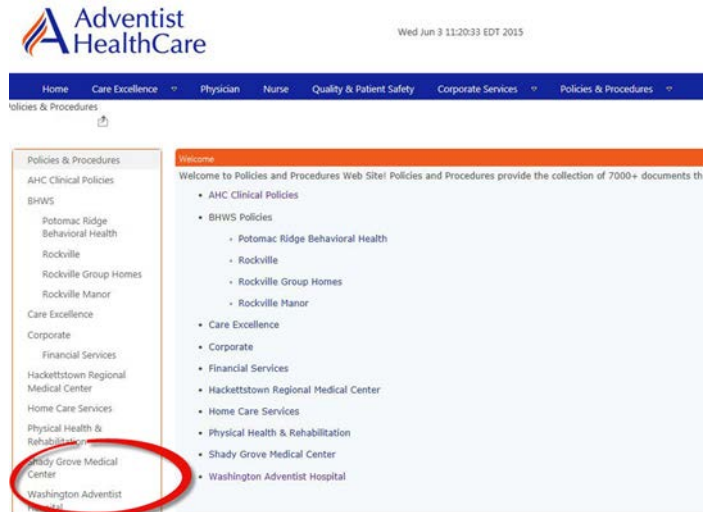 Adventist
HealthCare
Wed Jun 3 11:20:33 EDT 2015
Home Care Excellence Physician Nurse Quality & Patient Safety Corporate Services Policies & Procedures
olicies & Procedures
Policies & Procedures
AHC Clinical Policies
BHWS
Potomac Ridge
Behavioral Health
Rockville
Rockville Group Homes
Rockville Manor
Care Excellence
Corporate
Financial Services
Hackettstown Regional
Medical Center
Home Care Services
Physical Health &
Rehabilitation
Shady Grove Medical
Center
Washington Adventist
Hospital
Welcome
Welcome to Policies and Procedures Web Site! Policies and Procedures provide the collection of 7000+ documents th
• AHC Clinical Policies
• BHWS Policies
◦ Potomac Ridge Behavioral Health
◦ Rockville
◦ Rockville Group Homes
◦ Rockville Manor
• Care Excellence
• Corporate
• Financial Services
• Hackettstown Regional Medical Center
• Home Care Services
• Physical Health & Rehabilitation
• Shady Grove Medical Center
• Washington Adventist Hospital